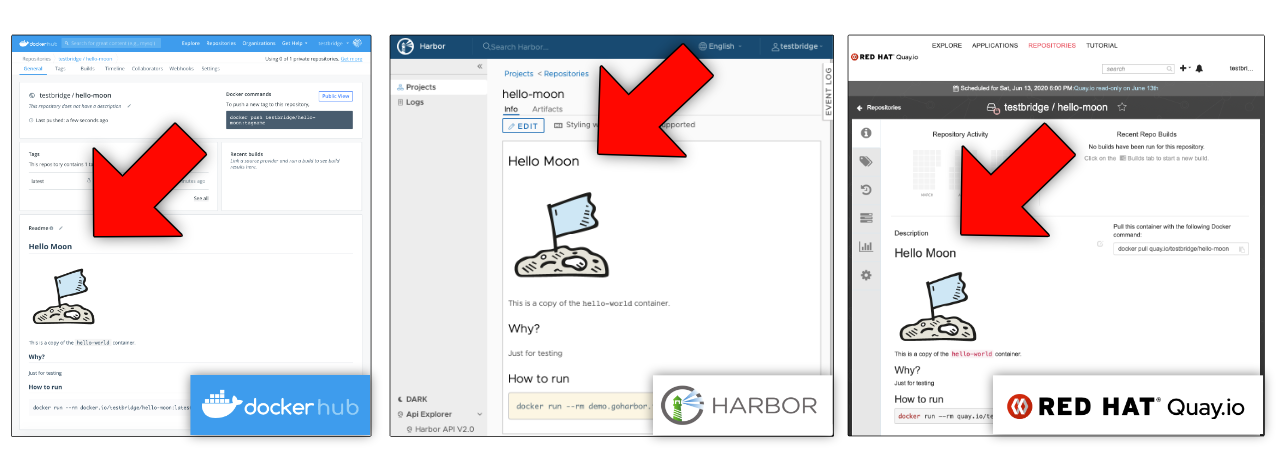 dockerhub
Search for great content (e.g., mysql)
Explore Repositories Organizations Get Help testbridge
Repositories testbridge / hello-moon
Using 0 of 1 private repositories. Get more
General Tags Builds Timeline Collaborators Webhooks Settings
testbridge / hello-moon
This repository does not have a description
Last pushed: a few seconds ago
Docker commands
Public View
To push a new tag to this repository,
docker push testbridge/hello-
moon:tagname
Tags
This repository contains 1
latest
ago
See all
Recent builds
Link a source provider and run a build to see build
results here.
Readme
Hello Moon
This is a copy of the hello-world container.
Why?
Just for testing
How to run
docker run --rm docker.io/testbridge/hello-moon:lates
dockerhub
Harbor
Search Harbor...
English
testbridge
Projects
Logs
Projects < Repositories
hello-moon
Info Artifacts
EDIT
Styling
supported
EVENT LOG
Hello Moon
This is a copy of the hello-world container.
Why?
Just for testing
How to run
docker run --rm demo.goharbor.
DARK
Api Explorer
Harbor API V2.0
HARBOR
RED HAT Quay.io
EXPLORE APPLICATIONS REPOSITORIES TUTORIAL
search
testbri...
Scheduled for Sat, Jun 13, 2020 6:00 PM: Quay.io read-only on June 13th
Repositories
testbridge / hello-moon
Repository Activity
Recent Repo Builds
No builds have been run for this repository.
Click on the Builds tab to start a new build.
Description
Hello Moon
Pull this container with the following Docker
command:
docker pull quay.io/testbridge/hello-moon
This is a copy of the hello-world container.
Why?
Just for testing
How to run
docker run --rm quay.io/te
RED HAT® Quay.io